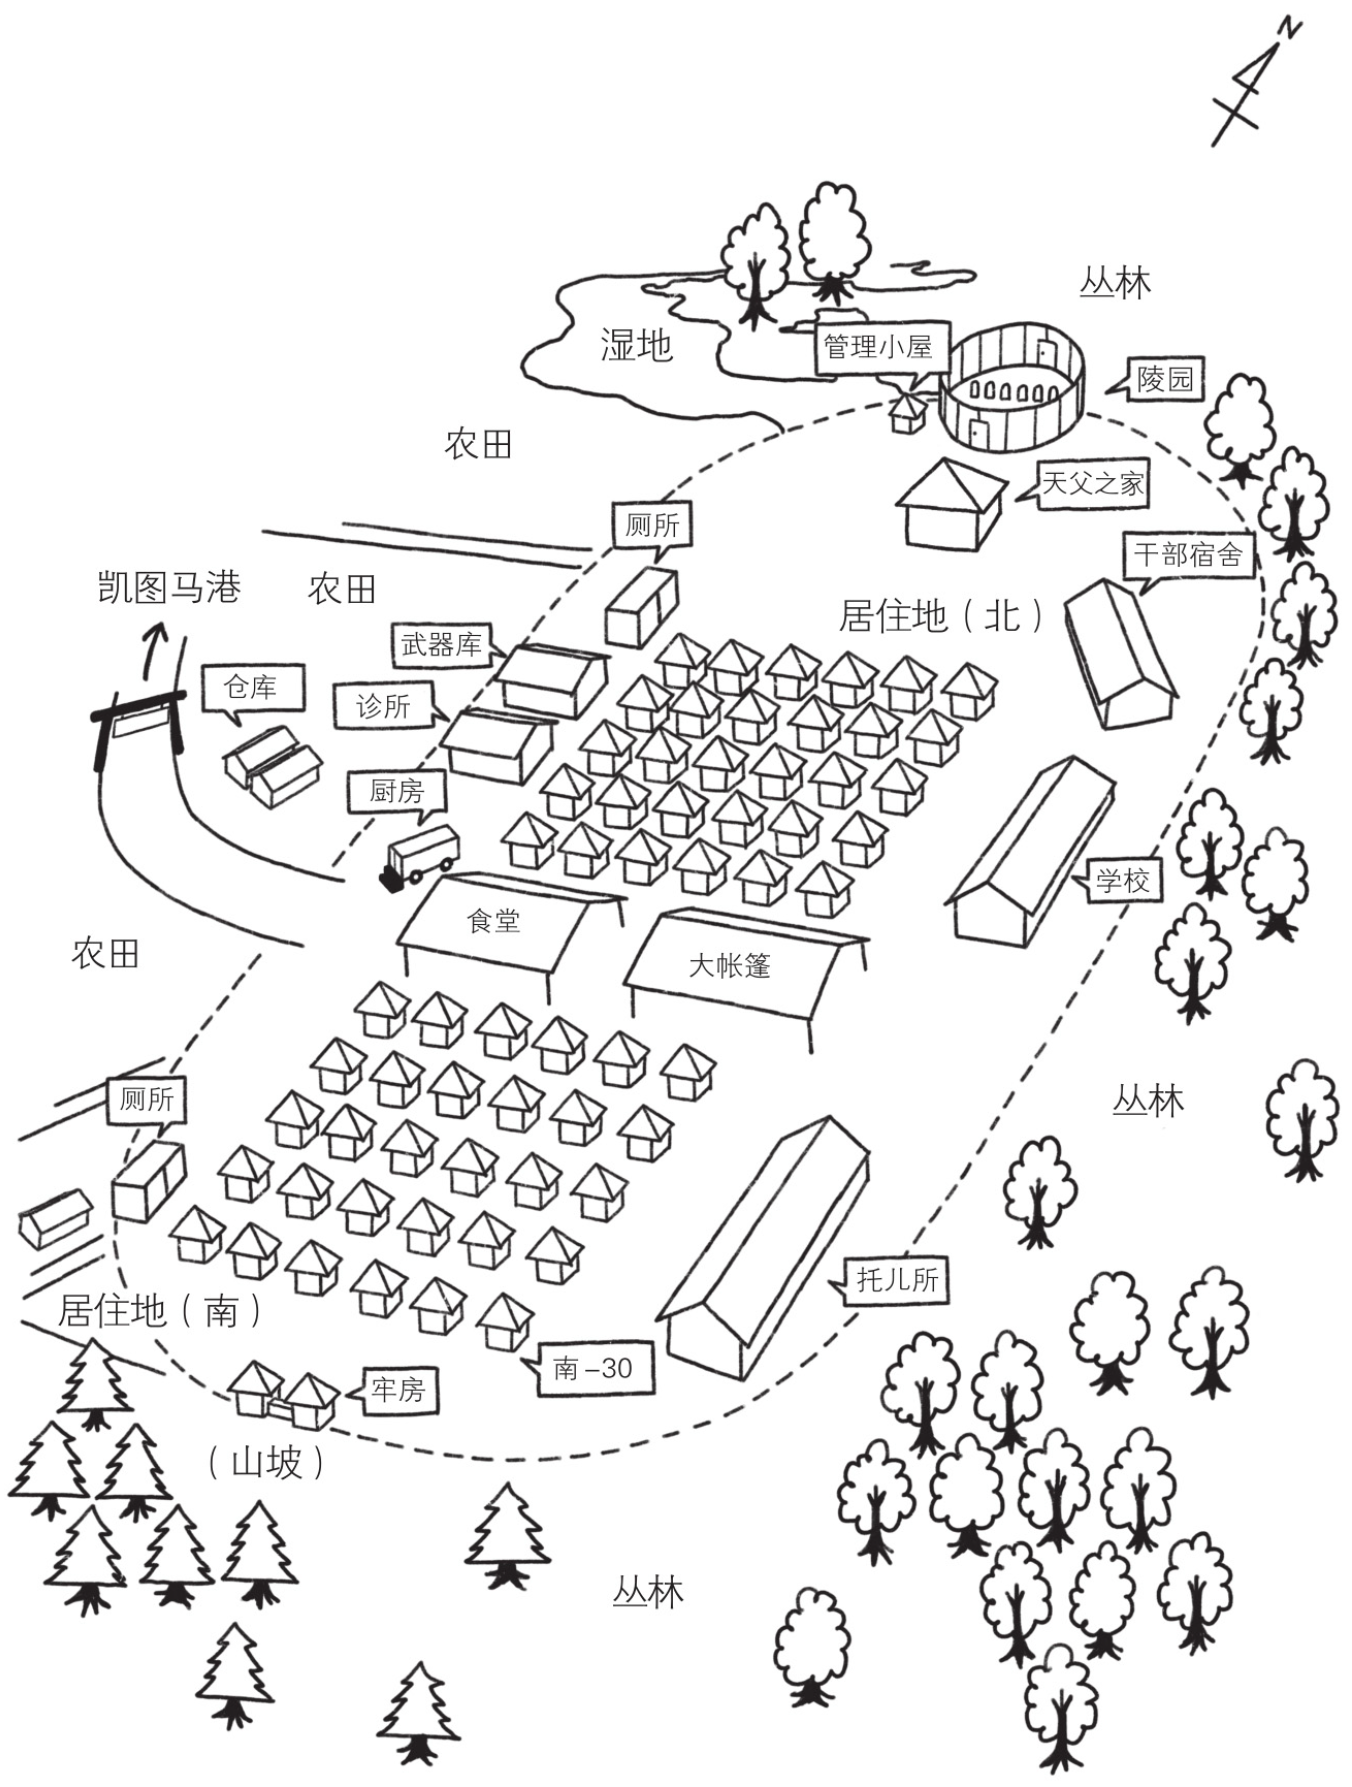 N
丛林
湿地
管理小屋
陵园
农田
天父之家
厕所
干部宿舍
凯图马港
农田
居住地（北）
武器库
仓库
诊所
厨房
学校
食堂
农田
大帐篷
厕所
丛林
托儿所
居住地（南）
南-30
牢房
（山坡）
丛林